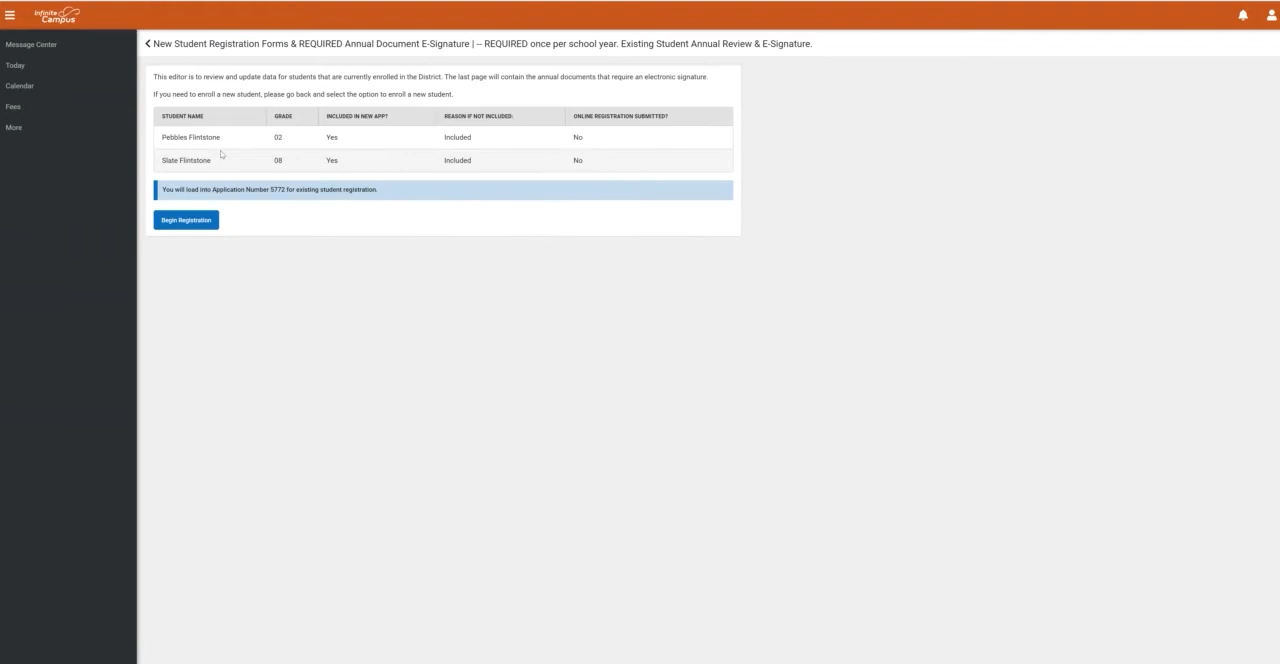 Infinite
Campus
Message Center
Today
Calendar
Fees
More
New Student Registration Forms & REQUIRED Annual Document E-Signature | -- REQUIRED once per school year. Existing Student Annual Review & E-Signature.
This editor is to review and update data for students that are currently enrolled in the District. The last page will contain the annual documents that require an electronic signature.
If you need to enroll a new student, please go back and select the option to enroll a new student.
STUDENT NAME GRADE INCLUDED IN NEW APP? REASON IF NOT INCLUDED: ONLINE REGISTRATION SUBMITTED?
Pebbles Flintstone 02 Yes Included No
Slate Flintstone 08 Yes Included No
You will load into Application Number 5772 for existing student registration.
Begin Registration